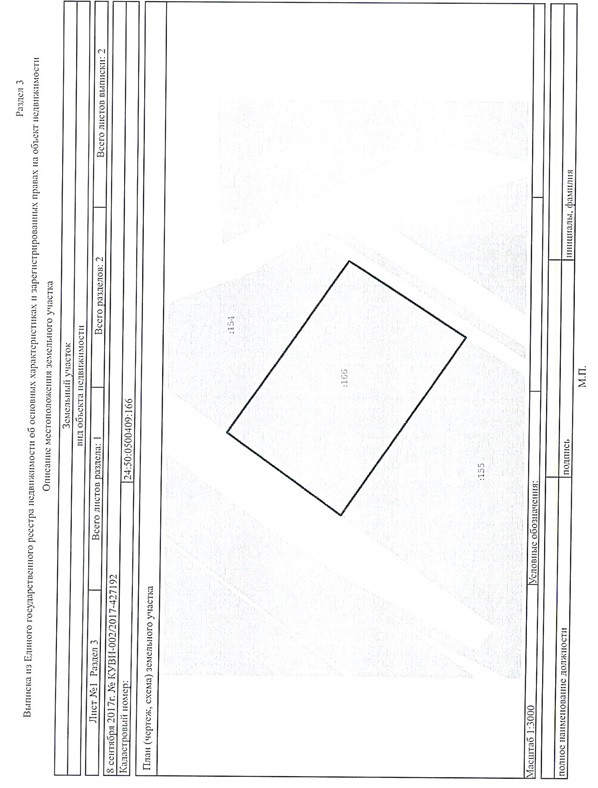 Раздел 3
Выписка из Единого государственного реестра недвижимости об основных характеристиках и зарегистрированных правах на объект недвижимости
Описание местоположения земельного участка
Земельный участок
вид объекта недвижимости
Лист №1 Раздел 3 Всего листов раздела: 1 Всего разделов: 2 Всего листов выписки: 2
8 сентября 2017г. № КУВИ-002/2017-427192
Кадастровый номер: 24:50:0500409:166
План (чертеж, схема) земельного участка
:154
:166
:155
Масштаб 1:3000 Условные обозначения:
полное наименование должности подпись инициалы, фамилия
М.П.